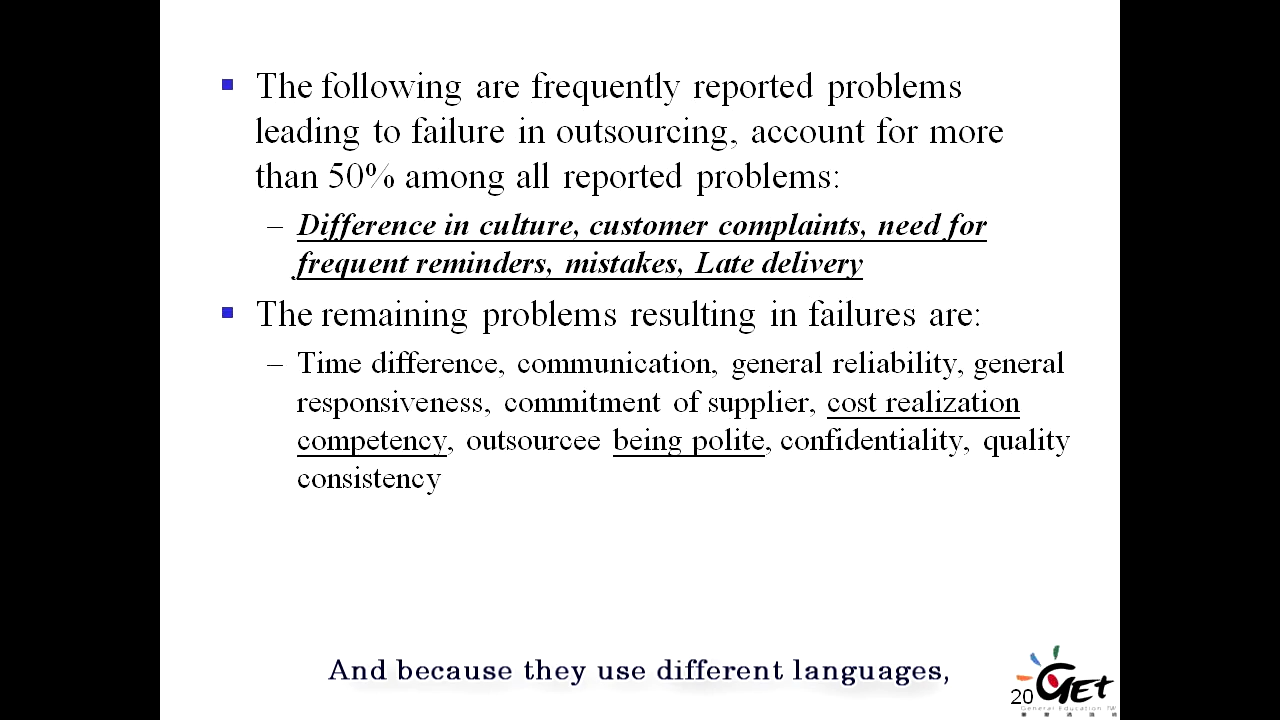 The following are frequently reported problems
leading to failure in outsourcing, account for more
than 50% among all reported problems:
– Difference in culture, customer complaints, need for
frequent reminders, mistakes, Late delivery
The remaining problems resulting in failures are:
– Time difference, communication, general reliability, general
responsiveness, commitment of supplier, cost realization
competency, outsourcee being polite, confidentiality, quality
consistency
And because they use different languages,
20
GET
General Education TW